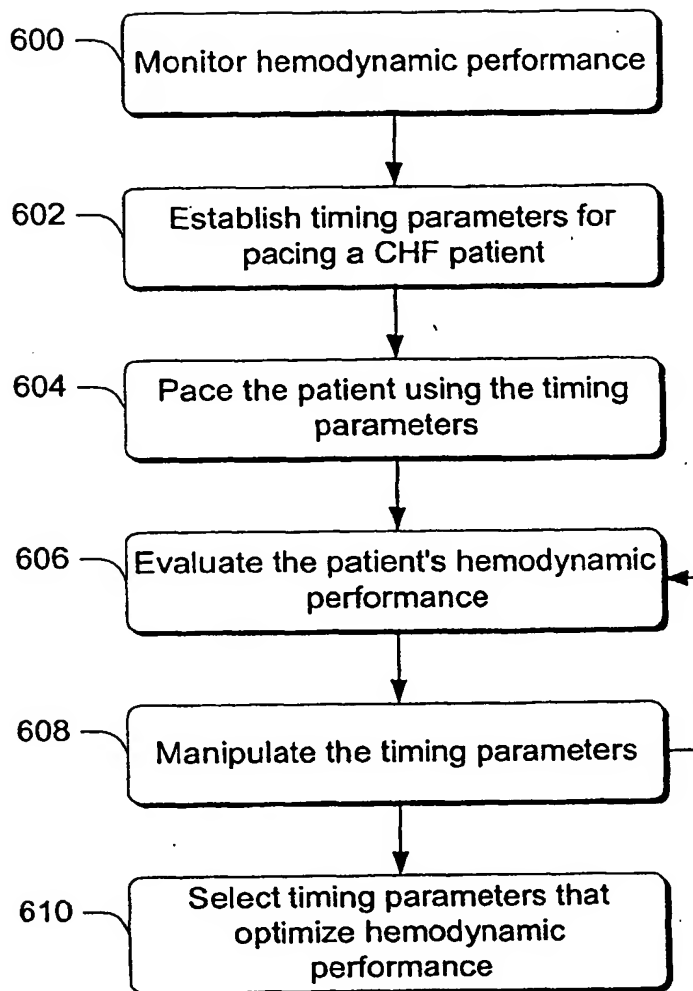 600
Monitor hemodynamic performance
602
Establish timing parameters for
pacing a CHF patient
604
Pace the patient using the timing
parameters
606
Evaluate the patient's hemodynamic
performance
608
Manipulate the timing parameters
610
Select timing parameters that
optimize hemodynamic
performance